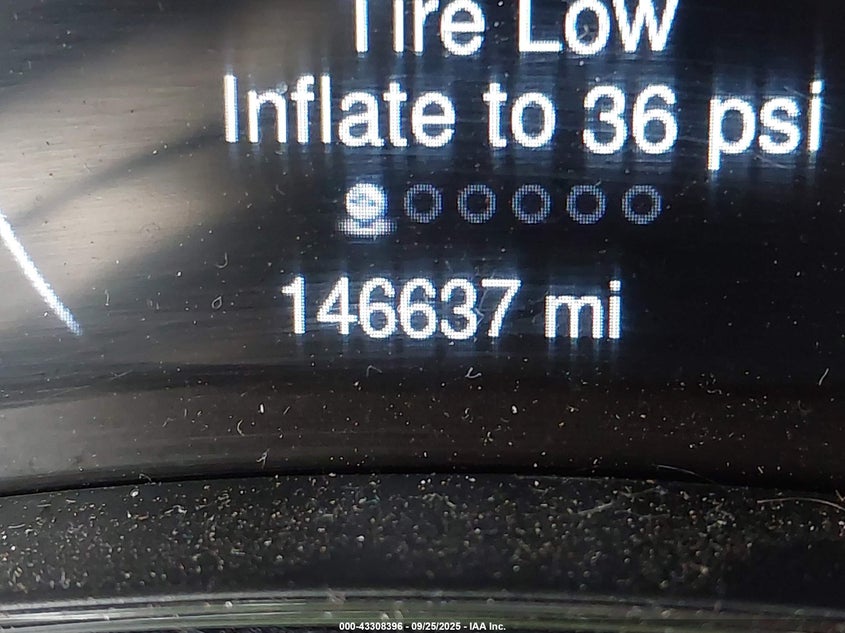 Tire Low
Inflate to 36 psi
146637 mi
000-43308396 - 09/25/2025 - IAA Inc.